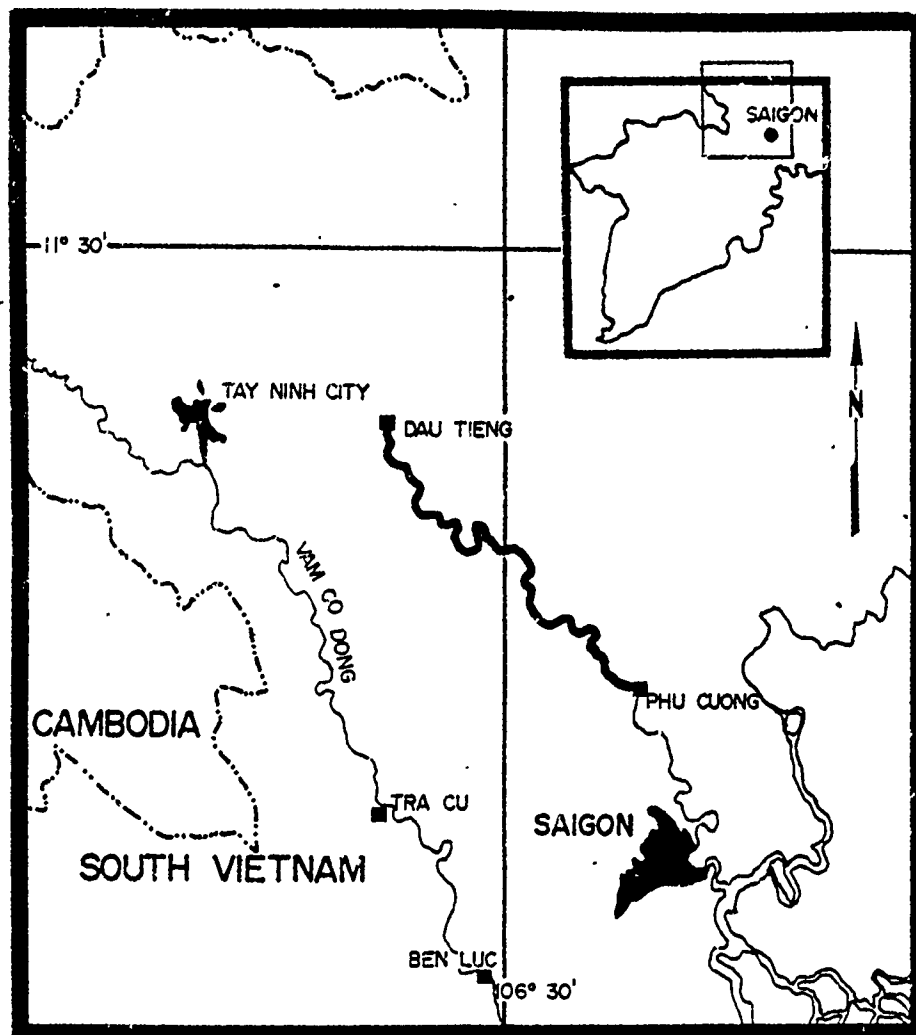 SAIGON
11° 30'
TAY NINH CITY
DAU TIENG
N
VAM CO DONG
PHU CUONG
CAMBODIA
TRA CU
SAIGON
SOUTH VIETNAM
BEN LUC
106° 30'